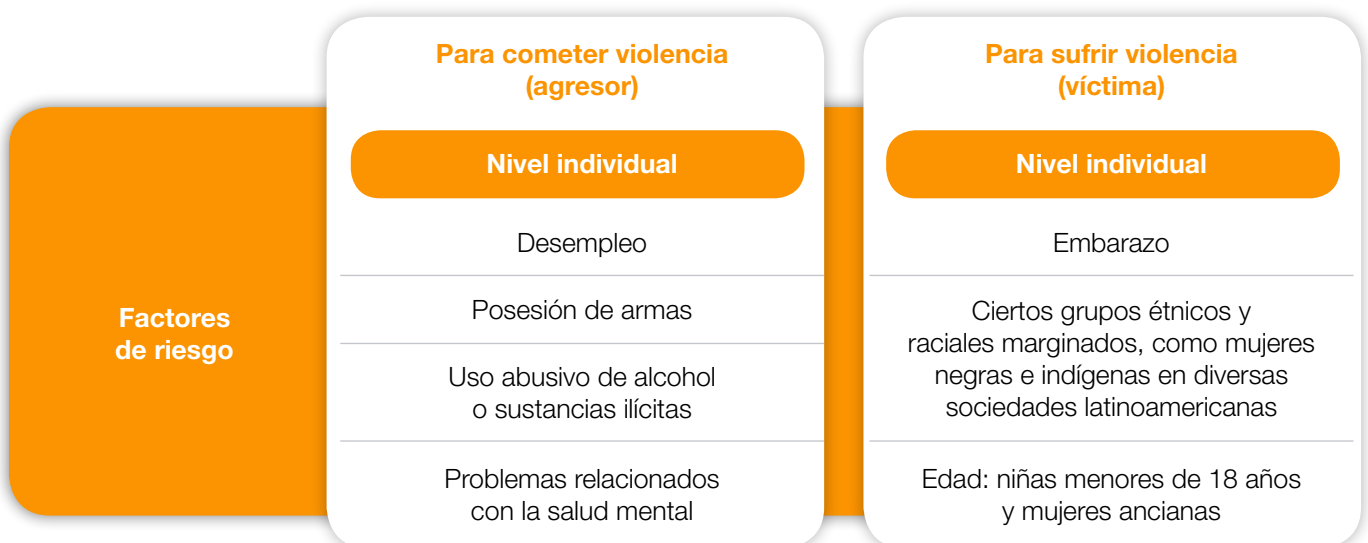 Factores
de riesgo
Para cometer violencia
(agresor)
Nivel individual
Desempleo
Posesión de armas
Uso abusivo de alcohol
o sustancias ilícitas
Problemas relacionados
con la salud mental
Para sufrir violencia
(víctima)
Nivel individual
Embarazo
Ciertos grupos étnicos y
raciales marginados, como mujeres
negras e indígenas en diversas
sociedades latinoamericanas
Edad: niñas menores de 18 años
y mujeres ancianas